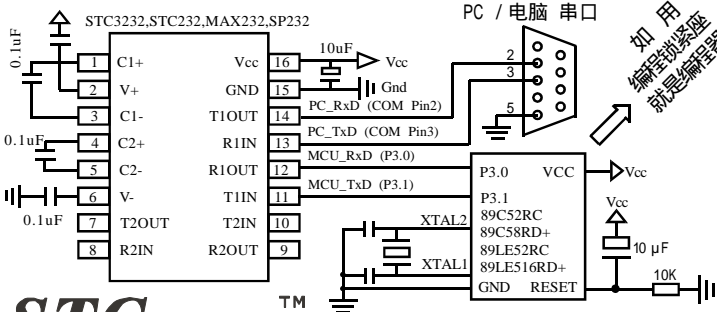 STC3232,STC232,MAX232,SP232
PC / 电脑 串口
如 用
编程锁紧座
就是编程器
0.1uF
1 C1+ Vcc 16
10uF
Vcc
2 V+ GND 15
Gnd
3 C1- T1OUT 14
PC_RxD (COM Pin2)
4 C2+ R1IN 13
PC_TxD (COM Pin3)
0.1uF
5 C2- R1OUT 12
MCU_RxD (P3.0)
6 V- T1IN 11
MCU_TxD (P3.1)
0.1uF
7 T2OUT T2IN 10
8 R2IN R2OUT 9
2
3
5
P3.0 VCC
Vcc
P3.1
89C52RC
89C58RD+
89LE52RC
89LE516RD+
GND RESET
XTAL2
XTAL1
Vcc
10 μF
10K
STC
TM